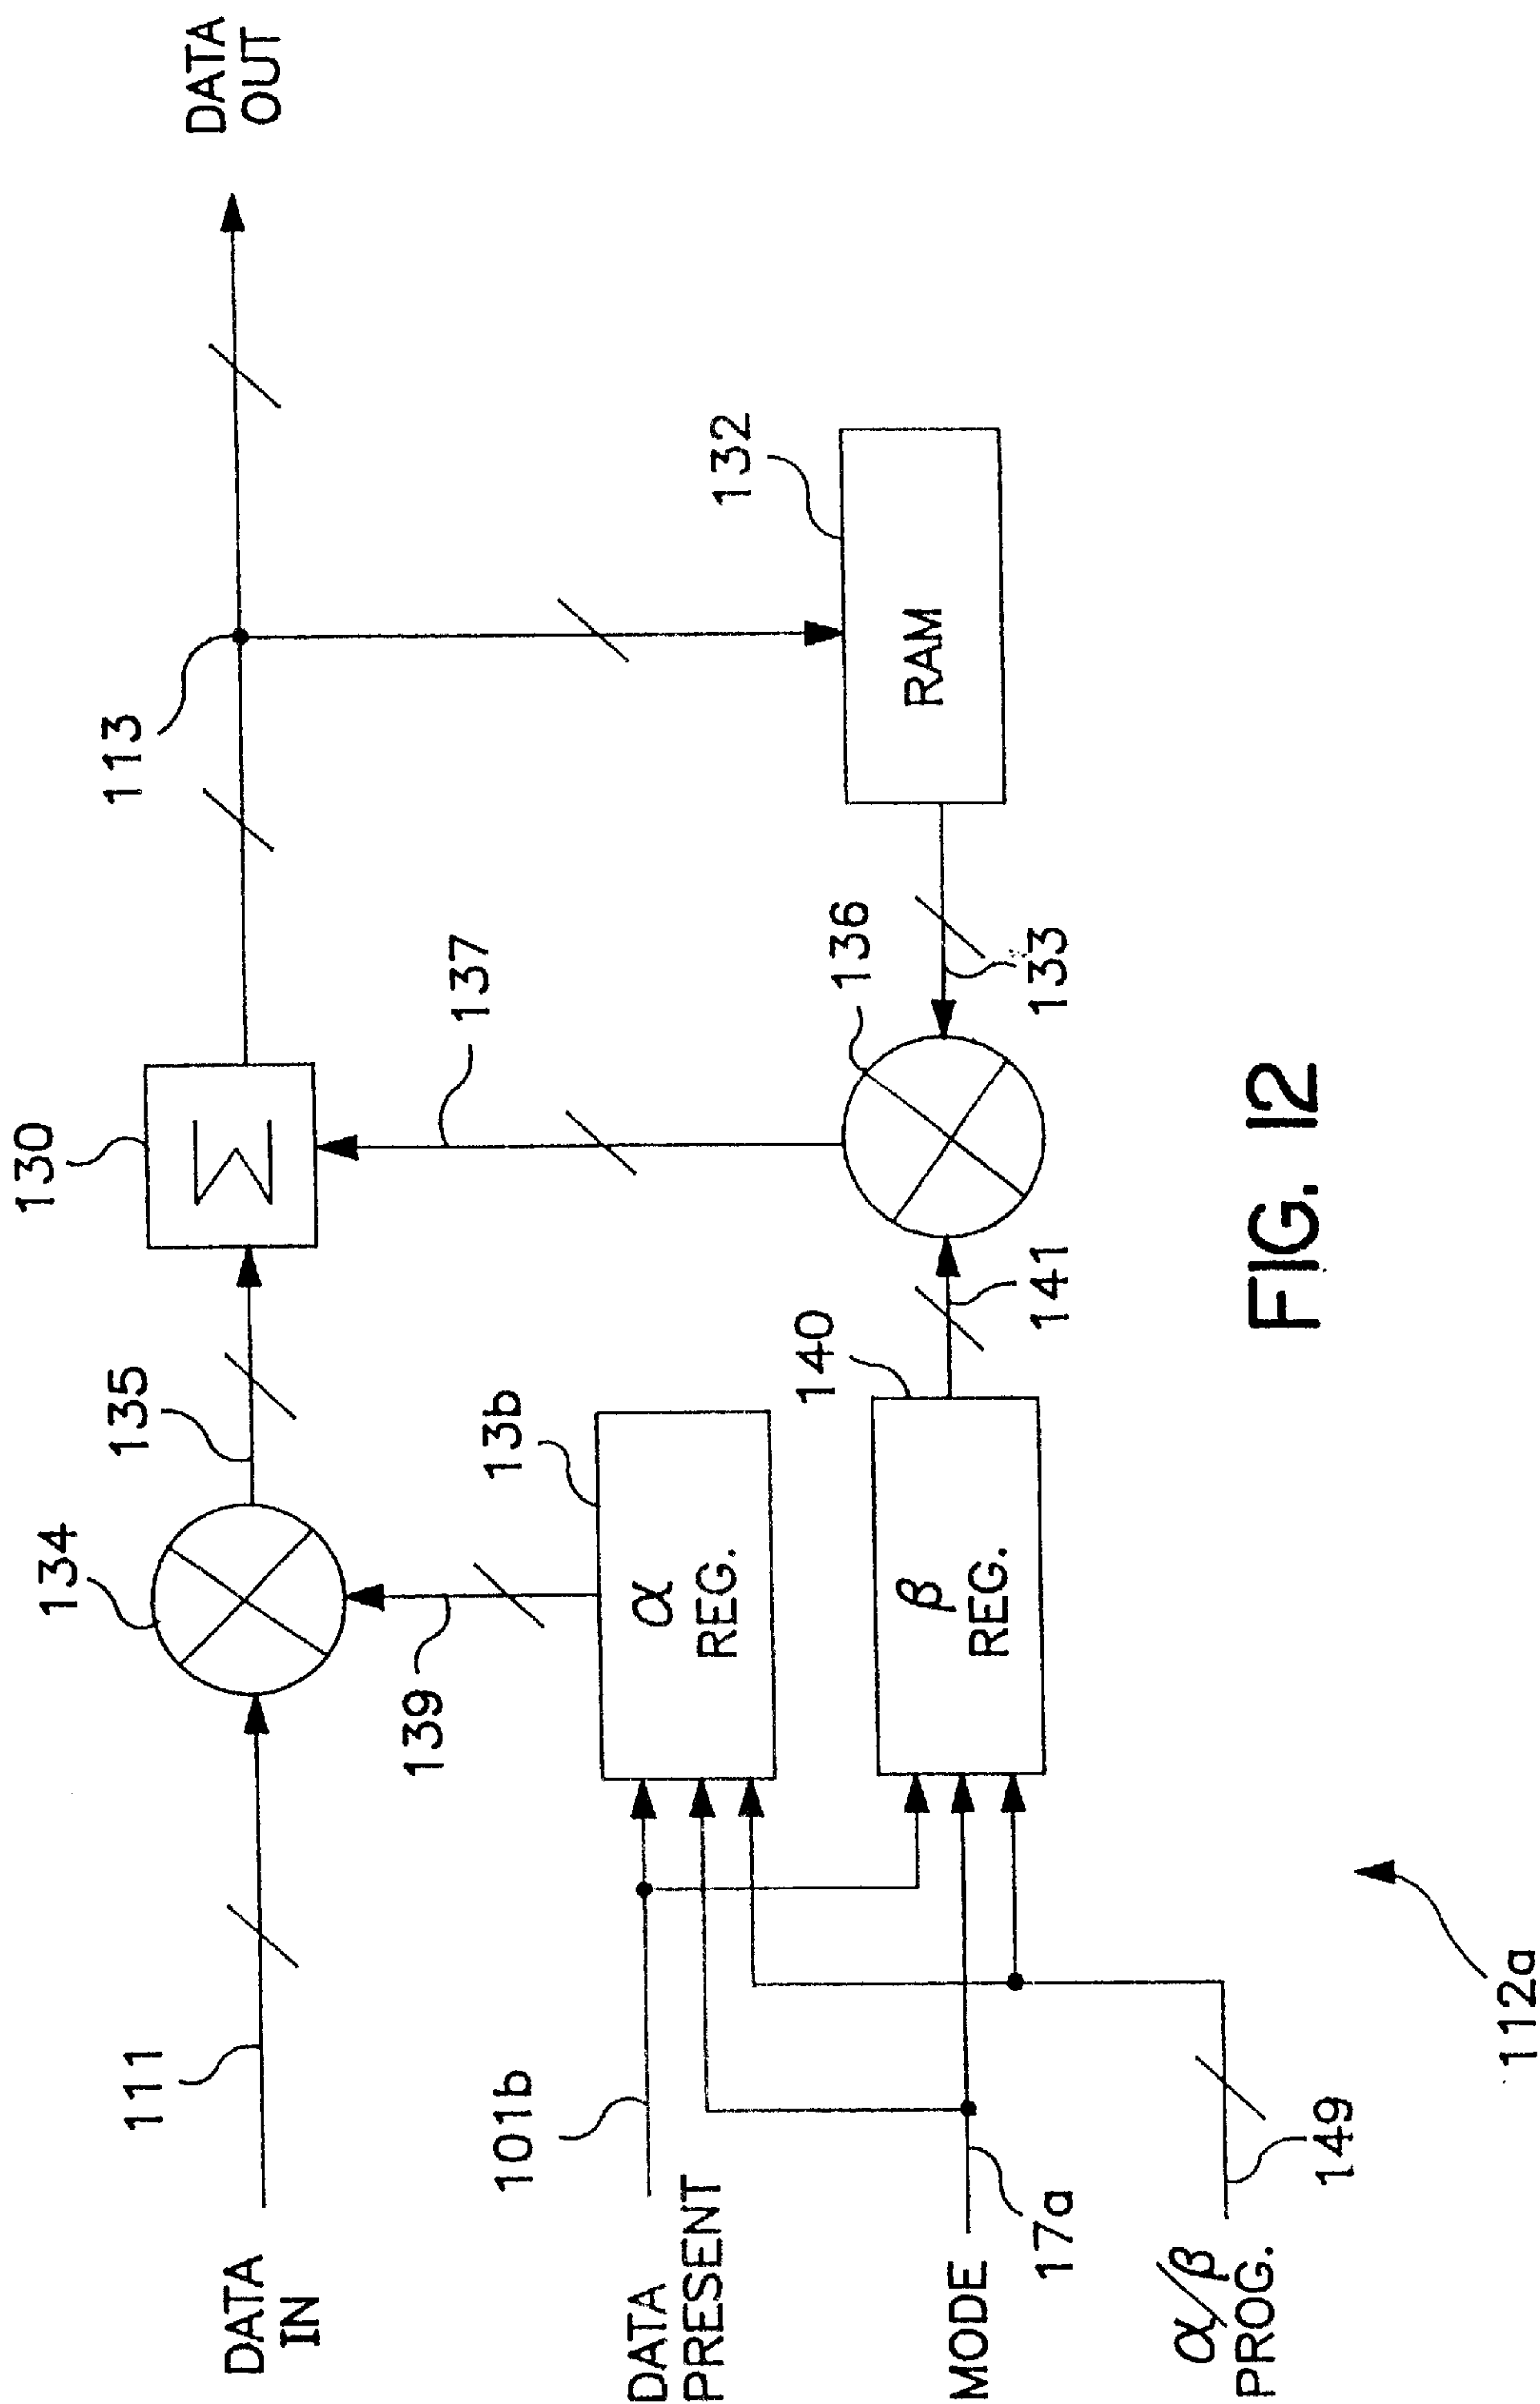 DATA
OUT
130
113
134
135
111
DATA
IN
137
132
RAM
139
13b
α
REG.
101b
DATA
PRESENT
136
133
140
141
β
REG.
MODE
17a
α/β
PROG.
149
112a
FIG. 12